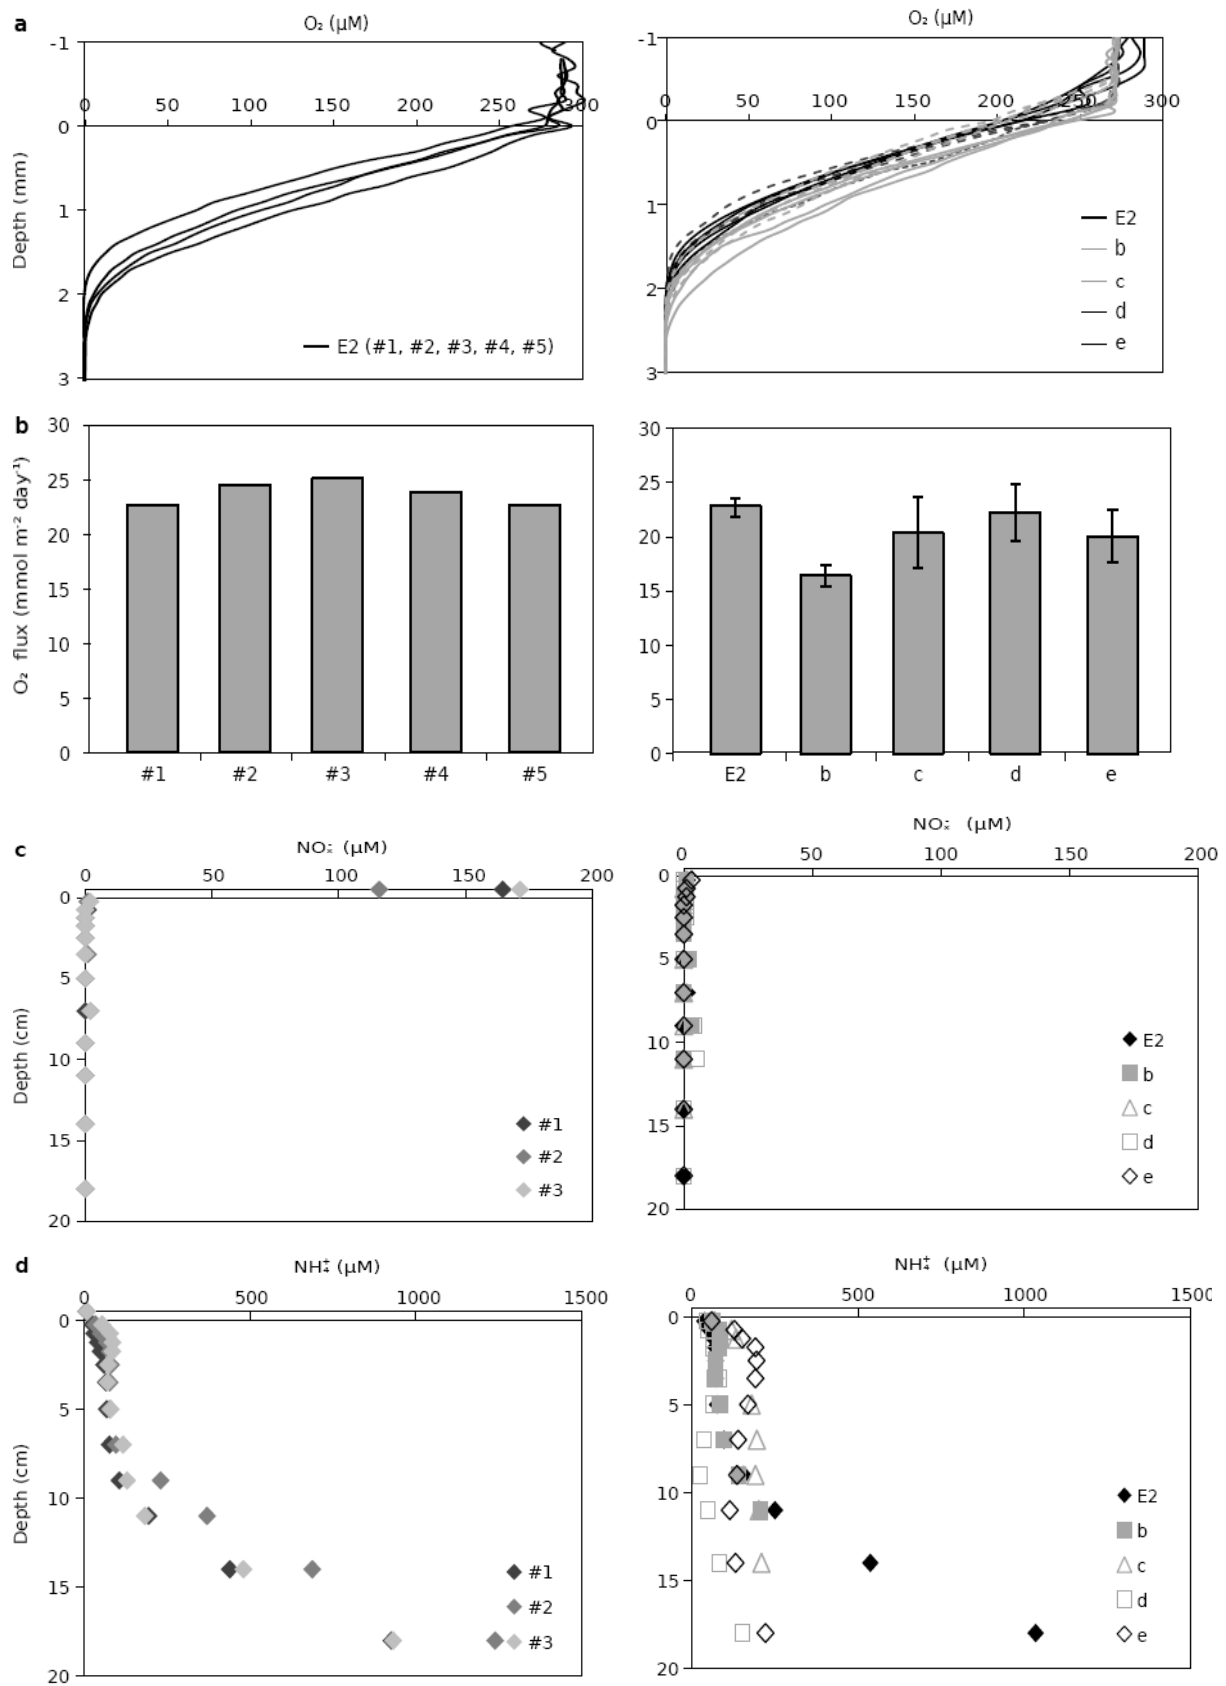 a
O₂ (µM)
O₂ (µM)
-1
-1
0 50 100 150 200 250 300
0 50 100 150 200 250 300
0
1
2
3
0
1
2
3
Depth (mm)
E2 (#1, #2, #3, #4, #5)
E2
b
c
d
e
b
30
25
20
15
10
5
0
O₂ flux (mmol m⁻² day⁻¹)
#1 #2 #3 #4 #5
30
25
20
15
10
5
0
E2 b c d e
c
NOₓ⁻ (µM)
NOₓ⁻ (µM)
0 50 100 150 200
0 50 100 150 200
0
5
10
15
20
0
5
10
15
20
Depth (cm)
#1
#2
#3
E2
b
c
d
e
d
NH₄⁺ (µM)
NH₄⁺ (µM)
0 500 1000 1500
0 500 1000 1500
0
5
10
15
20
0
5
10
15
20
Depth (cm)
#1
#2
#3
E2
b
c
d
e